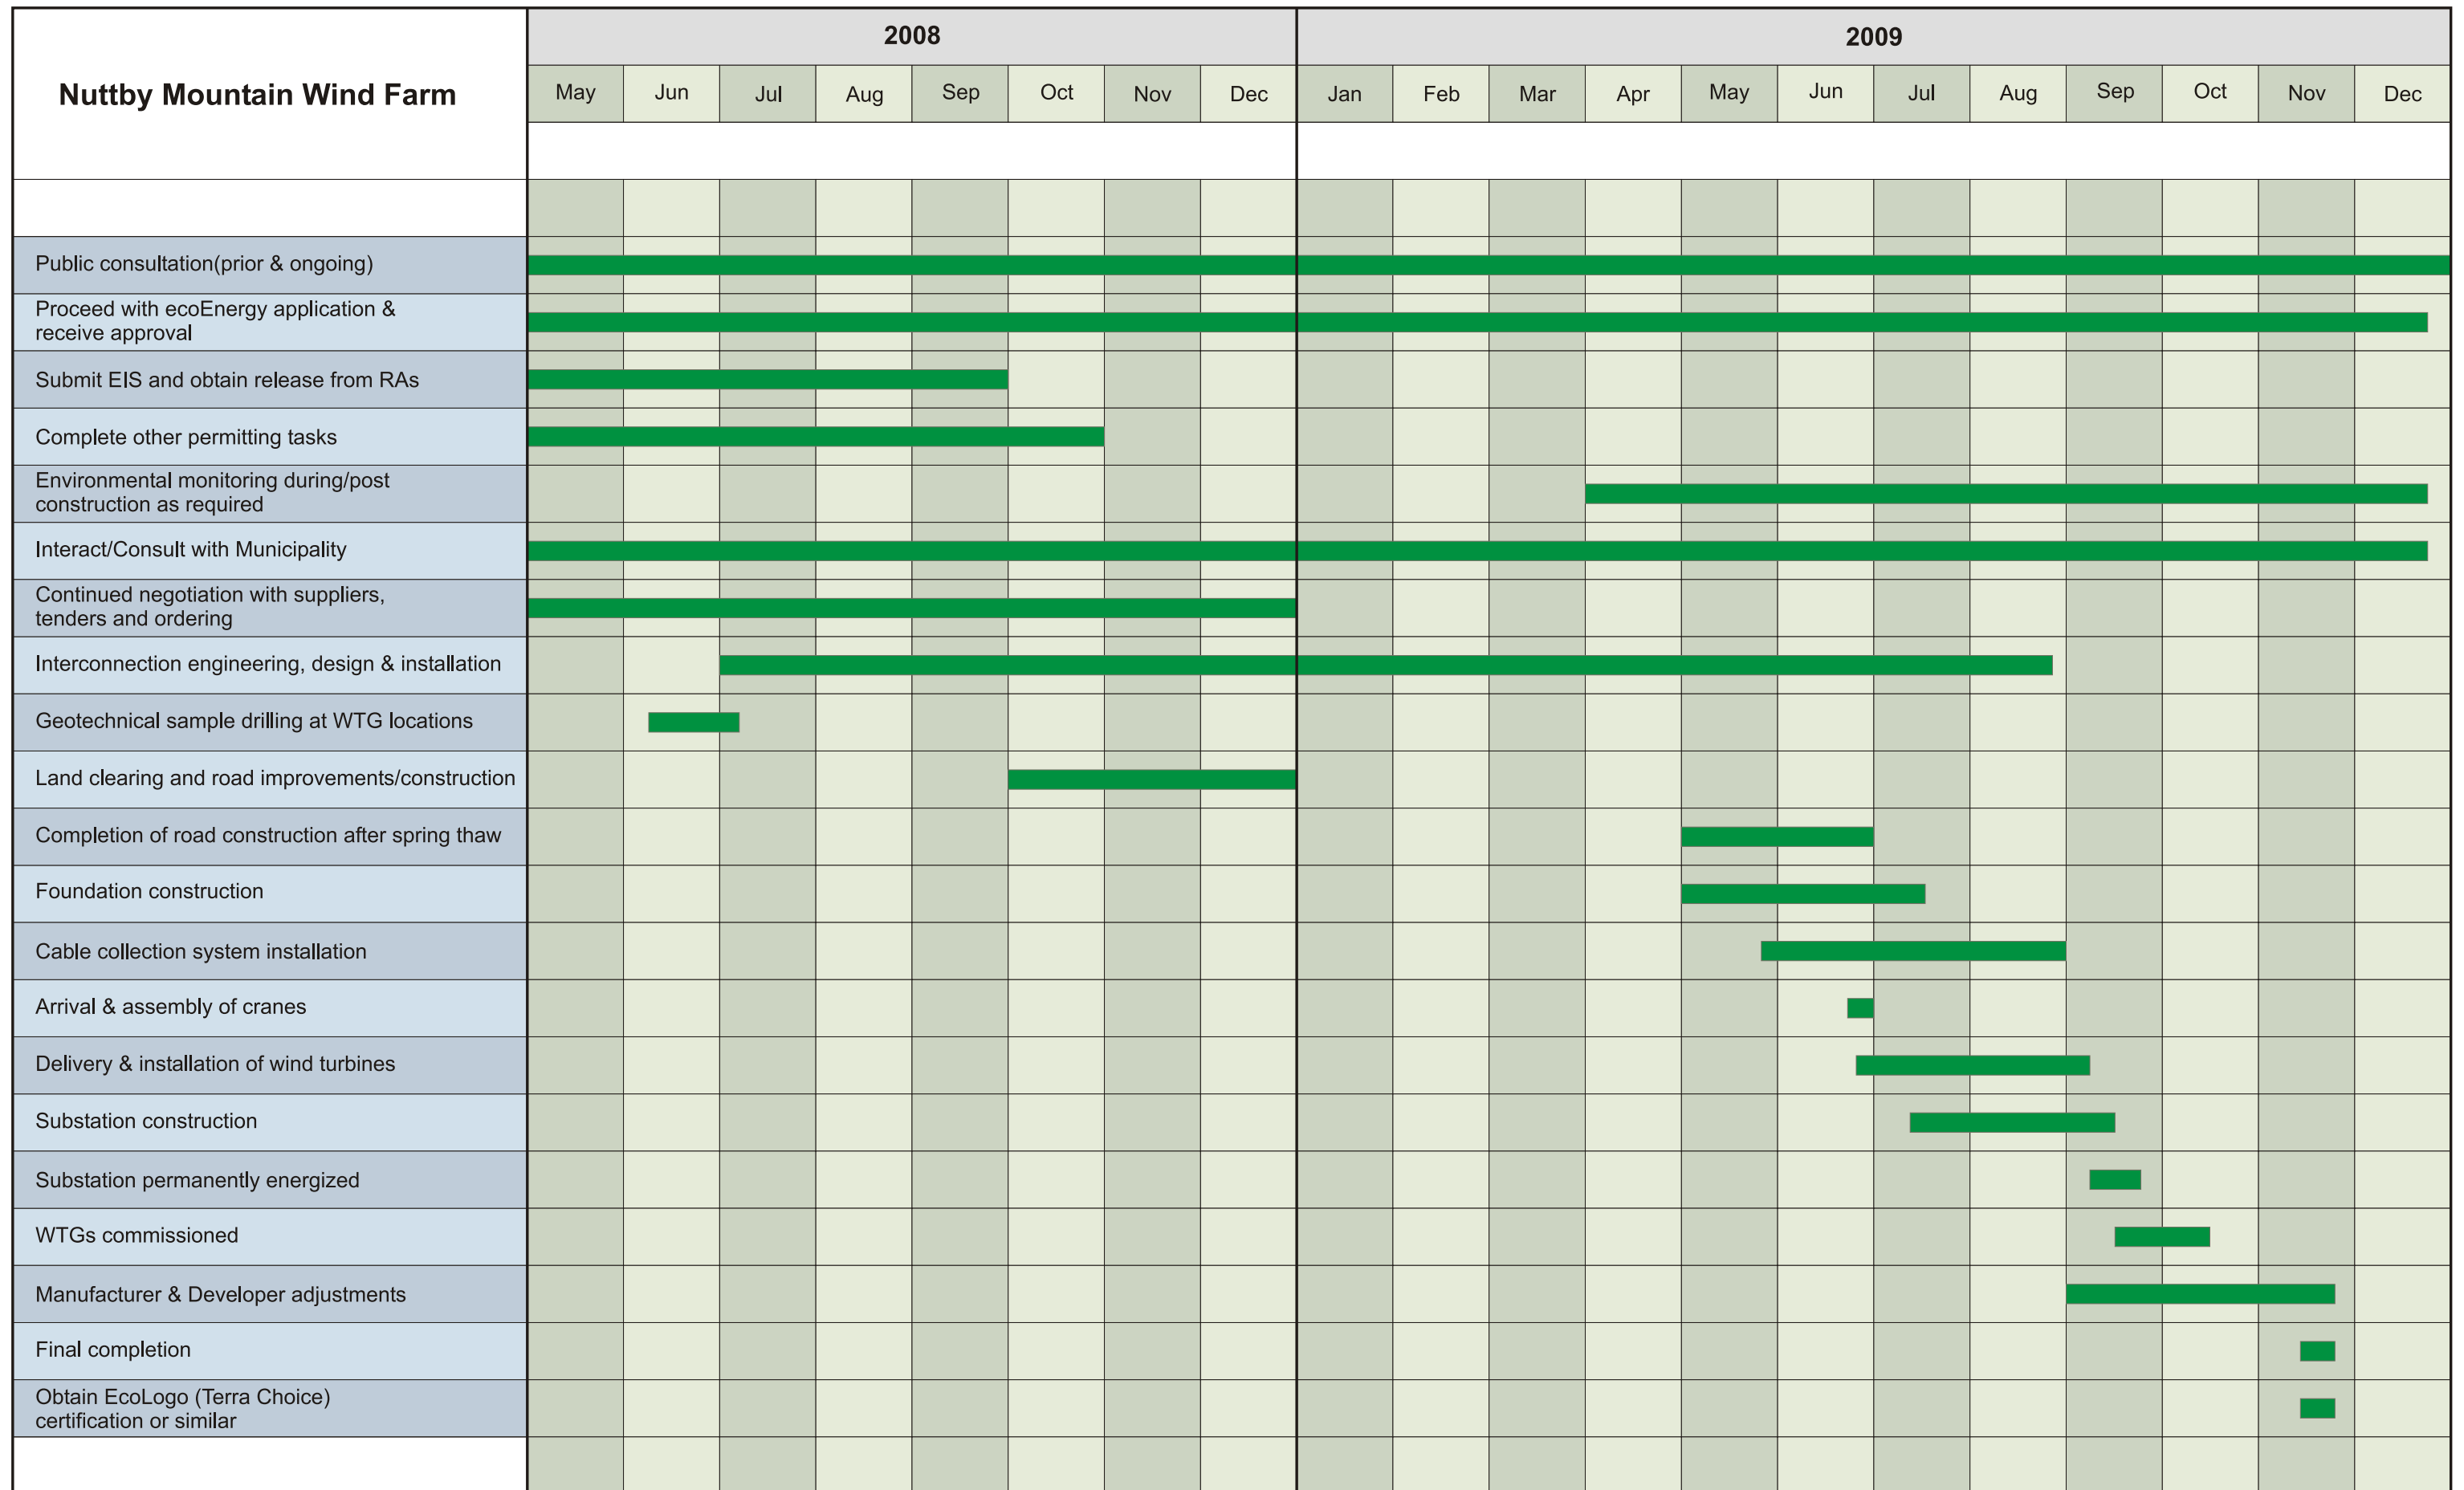 2008
2009
Nuttby Mountain Wind Farm
May Jun Jul Aug Sep Oct Nov Dec Jan Feb Mar Apr May Jun Jul Aug Sep Oct Nov Dec
Public consultation(prior & ongoing)
Proceed with ecoEnergy application &
receive approval
Submit EIS and obtain release from RAs
Complete other permitting tasks
Environmental monitoring during/post
construction as required
Interact/Consult with Municipality
Continued negotiation with suppliers,
tenders and ordering
Interconnection engineering, design & installation
Geotechnical sample drilling at WTG locations
Land clearing and road improvements/construction
Completion of road construction after spring thaw
Foundation construction
Cable collection system installation
Arrival & assembly of cranes
Delivery & installation of wind turbines
Substation construction
Substation permanently energized
WTGs commissioned
Manufacturer & Developer adjustments
Final completion
Obtain EcoLogo (Terra Choice)
certification or similar